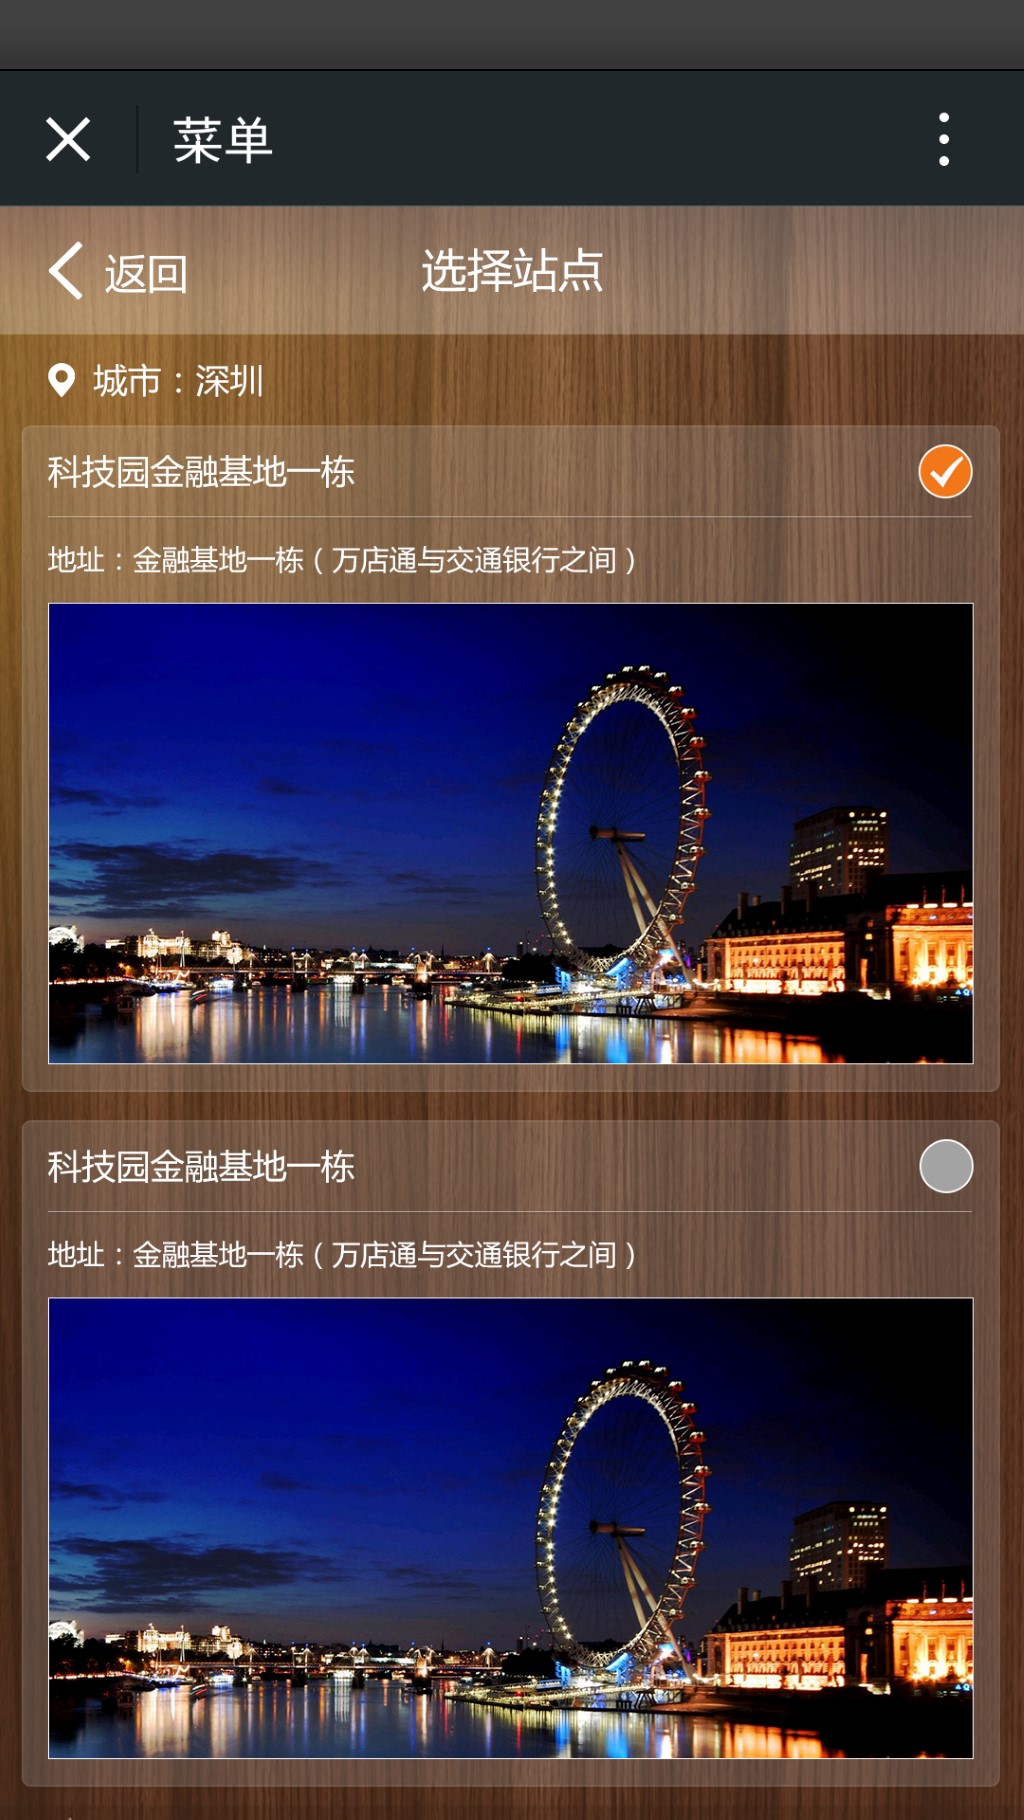 菜单
返回
选择站点
城市：深圳
科技园金融基地一栋
地址：金融基地一栋（万店通与交通银行之间）
科技园金融基地一栋
地址：金融基地一栋（万店通与交通银行之间）